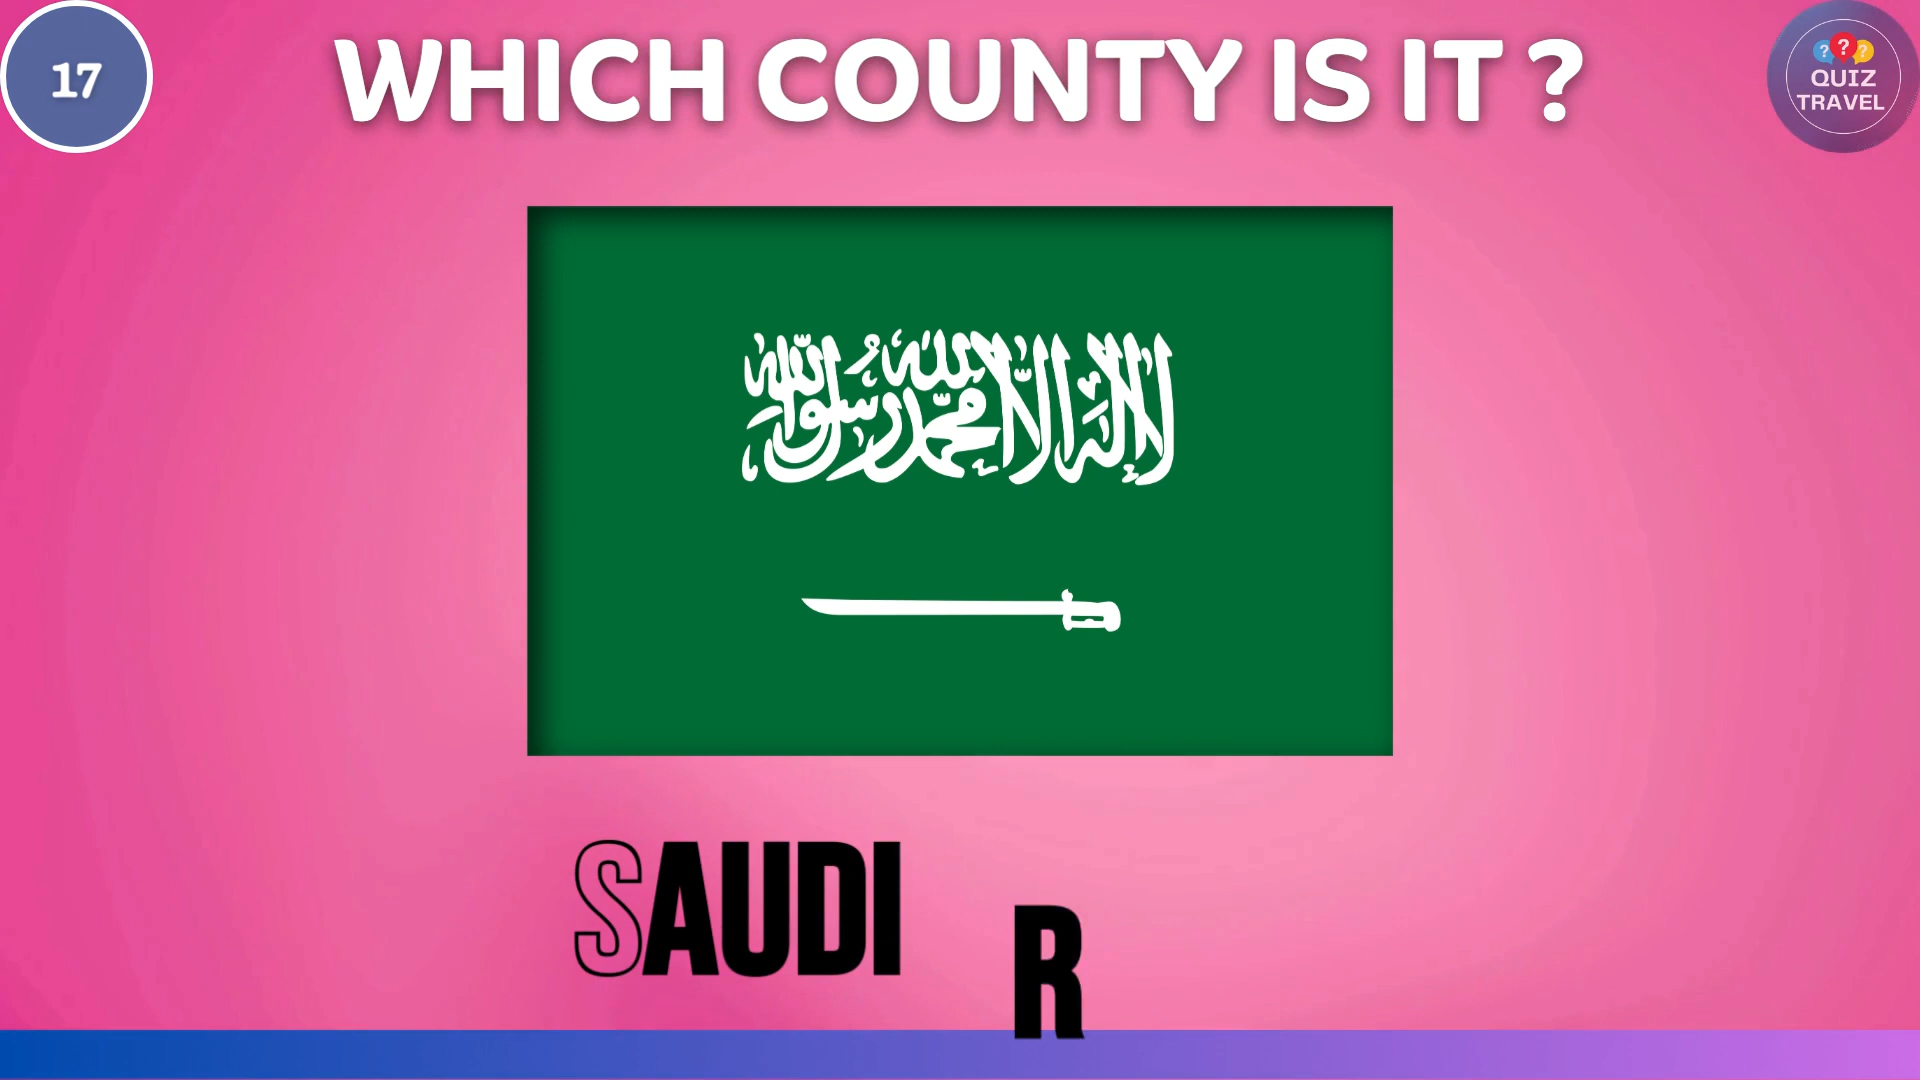 17
WHICH COUNTY IS IT ?
???
QUIZ
TRAVEL
لا إله إلا الله محمد رسول الله
SAUDI R